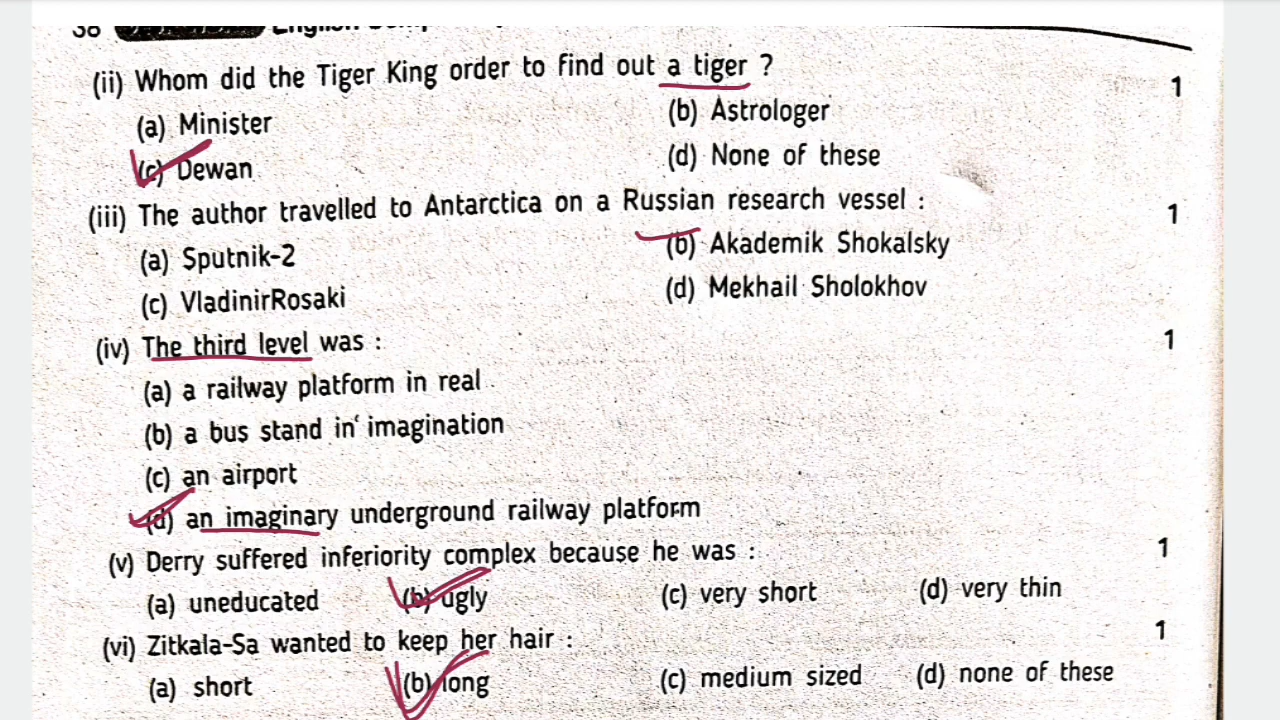 38
(ii) Whom did the Tiger King order to find out a tiger ? 1
(a) Minister (b) Astrologer
(c) Dewan (d) None of these
(iii) The author travelled to Antarctica on a Russian research vessel : 1
(a) Sputnik-2 (b) Akademik Shokalsky
(c) VladinirRosaki (d) Mekhail Sholokhov
(iv) The third level was : 1
(a) a railway platform in real
(b) a bus stand in imagination
(c) an airport
(d) an imaginary underground railway platform
(v) Derry suffered inferiority complex because he was : 1
(a) uneducated (b) ugly (c) very short (d) very thin
(vi) Zitkala-Sa wanted to keep her hair : 1
(a) short (b) long (c) medium sized (d) none of these